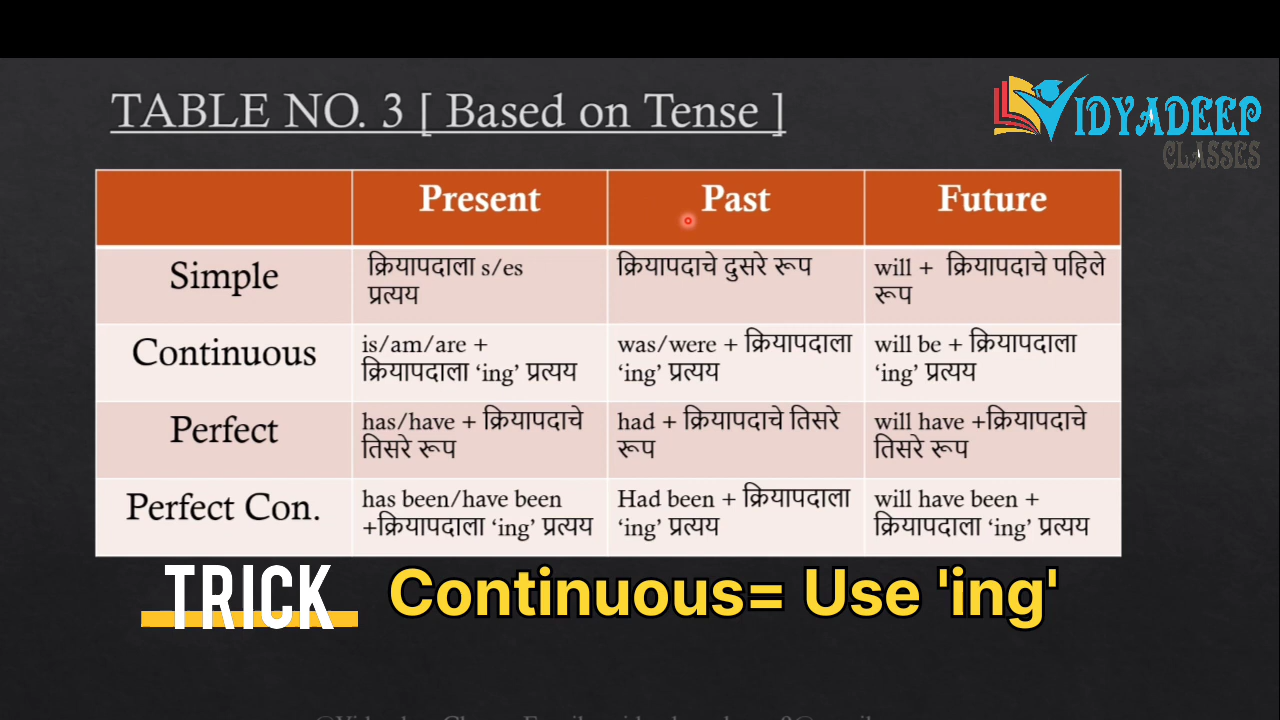 TABLE NO. 3 [ Based on Tense ]
VIDYADEEP
CLASSES
Present Past Future
Simple
क्रियापदाला s/es
प्रत्यय
क्रियापदाचे दुसरे रूप
will + क्रियापदाचे पहिले
रूप
Continuous
is/am/are +
क्रियापदाला ‘ing’ प्रत्यय
was/were + क्रियापदाला
‘ing’ प्रत्यय
will be + क्रियापदाला
‘ing’ प्रत्यय
Perfect
has/have + क्रियापदाचे
तिसरे रूप
had + क्रियापदाचे तिसरे
रूप
will have +क्रियापदाचे
तिसरे रूप
Perfect Con.
has been/have been
+क्रियापदाला ‘ing’ प्रत्यय
Had been + क्रियापदाला
‘ing’ प्रत्यय
will have been +
क्रियापदाला ‘ing’ प्रत्यय
TRICK
Continuous= Use 'ing'